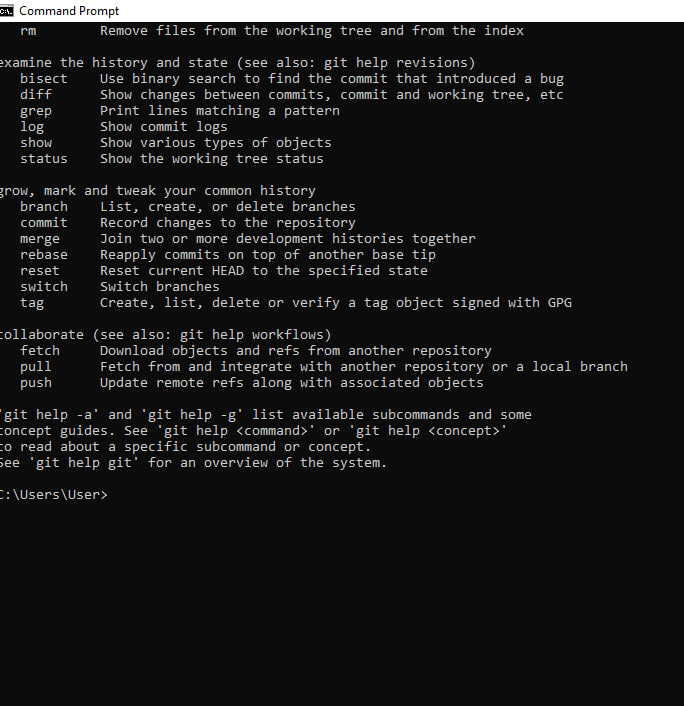 Command Prompt
rm Remove files from the working tree and from the index
examine the history and state (see also: git help revisions)
bisect Use binary search to find the commit that introduced a bug
diff Show changes between commits, commit and working tree, etc
grep Print lines matching a pattern
log Show commit logs
show Show various types of objects
status Show the working tree status
grow, mark and tweak your common history
branch List, create, or delete branches
commit Record changes to the repository
merge Join two or more development histories together
rebase Reapply commits on top of another base tip
reset Reset current HEAD to the specified state
switch Switch branches
tag Create, list, delete or verify a tag object signed with GPG
collaborate (see also: git help workflows)
fetch Download objects and refs from another repository
pull Fetch from and integrate with another repository or a local branch
push Update remote refs along with associated objects
'git help -a' and 'git help -g' list available subcommands and some
concept guides. See 'git help <command>' or 'git help <concept>'
to read about a specific subcommand or concept.
See 'git help git' for an overview of the system.
C:\Users\User>